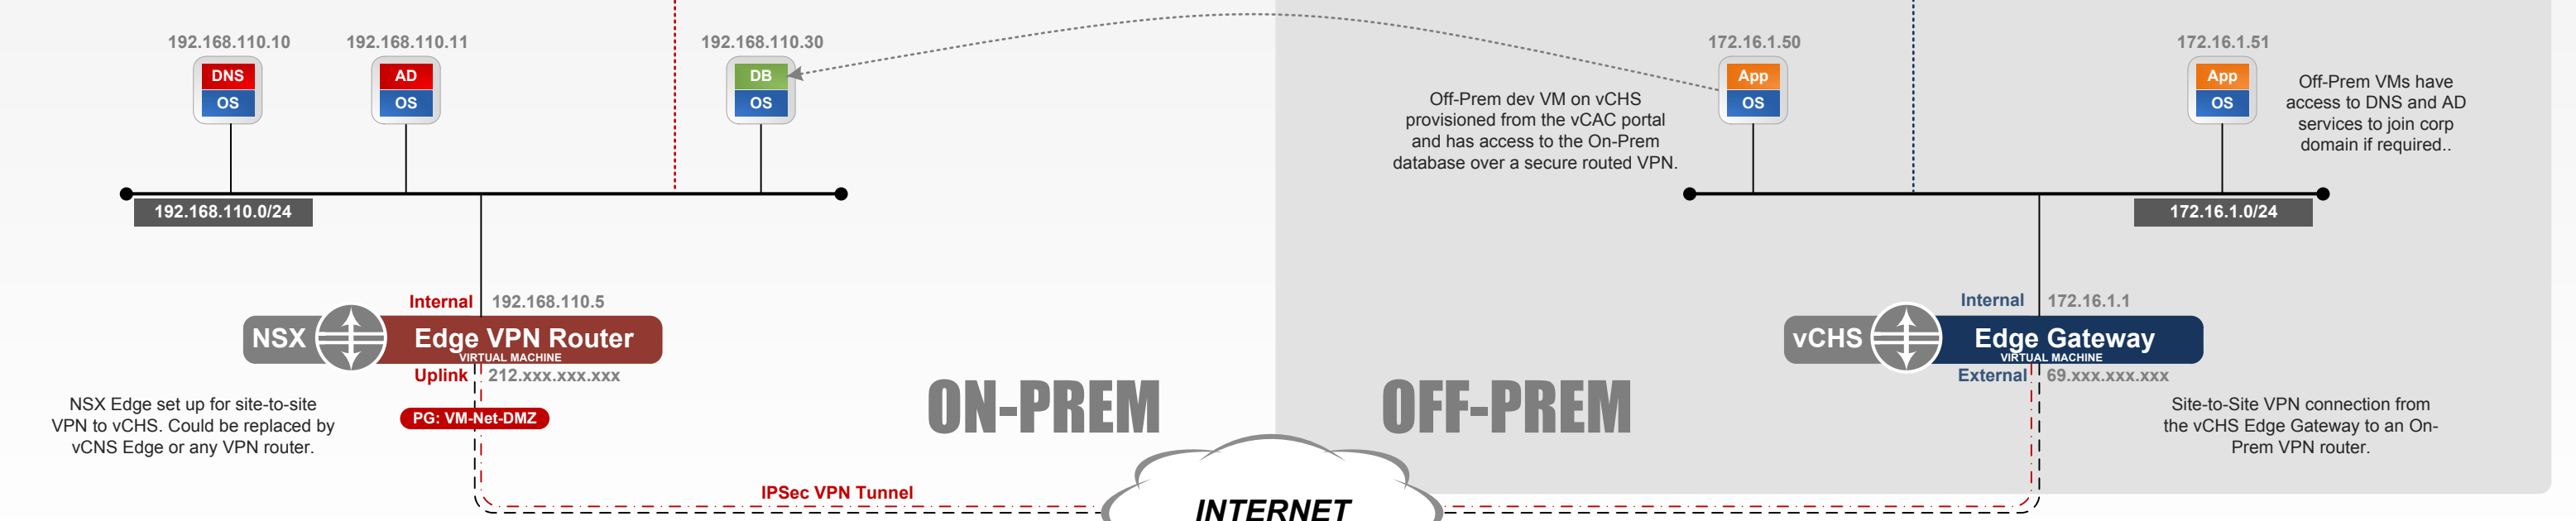 192.168.110.10
192.168.110.11
192.168.110.30
172.16.1.50
172.16.1.51
DNS
OS
AD
OS
DB
OS
App
OS
App
OS
Off-Prem dev VM on vCHS
provisioned from the vCAC portal
and has access to the On-Prem
database over a secure routed VPN.
Off-Prem VMs have
access to DNS and AD
services to join corp
domain if required..
192.168.110.0/24
172.16.1.0/24
Internal
192.168.110.5
NSX
Edge VPN Router
VIRTUAL MACHINE
Uplink
212.xxx.xxx.xxx
PG: VM-Net-DMZ
NSX Edge set up for site-to-site
VPN to vCHS. Could be replaced by
vCNS Edge or any VPN router.
ON-PREM
OFF-PREM
Internal
172.16.1.1
vCHS
Edge Gateway
VIRTUAL MACHINE
External
69.xxx.xxx.xxx
Site-to-Site VPN connection from
the vCHS Edge Gateway to an On-
Prem VPN router.
IPSec VPN Tunnel
INTERNET